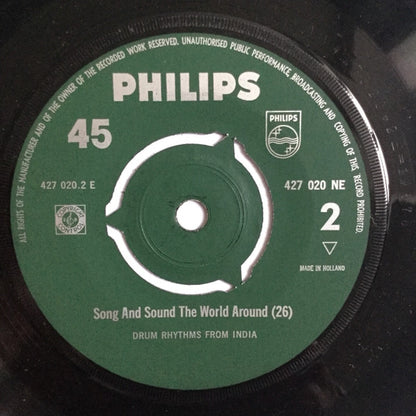 ALL RIGHTS OF THE MANUFACTURER AND OF THE OWNER OF THE RECORDED WORK RESERVED. UNAUTHORISED PUBLIC PERFORMANCE, BROADCASTING AND COPYING OF THIS RECORD PROHIBITED.
PHILIPS
45
PHILIPS
427 020.2 E
427 020 NE
2
MADE IN HOLLAND
Song And Sound The World Around (26)
DRUM RHYTHMS FROM INDIA